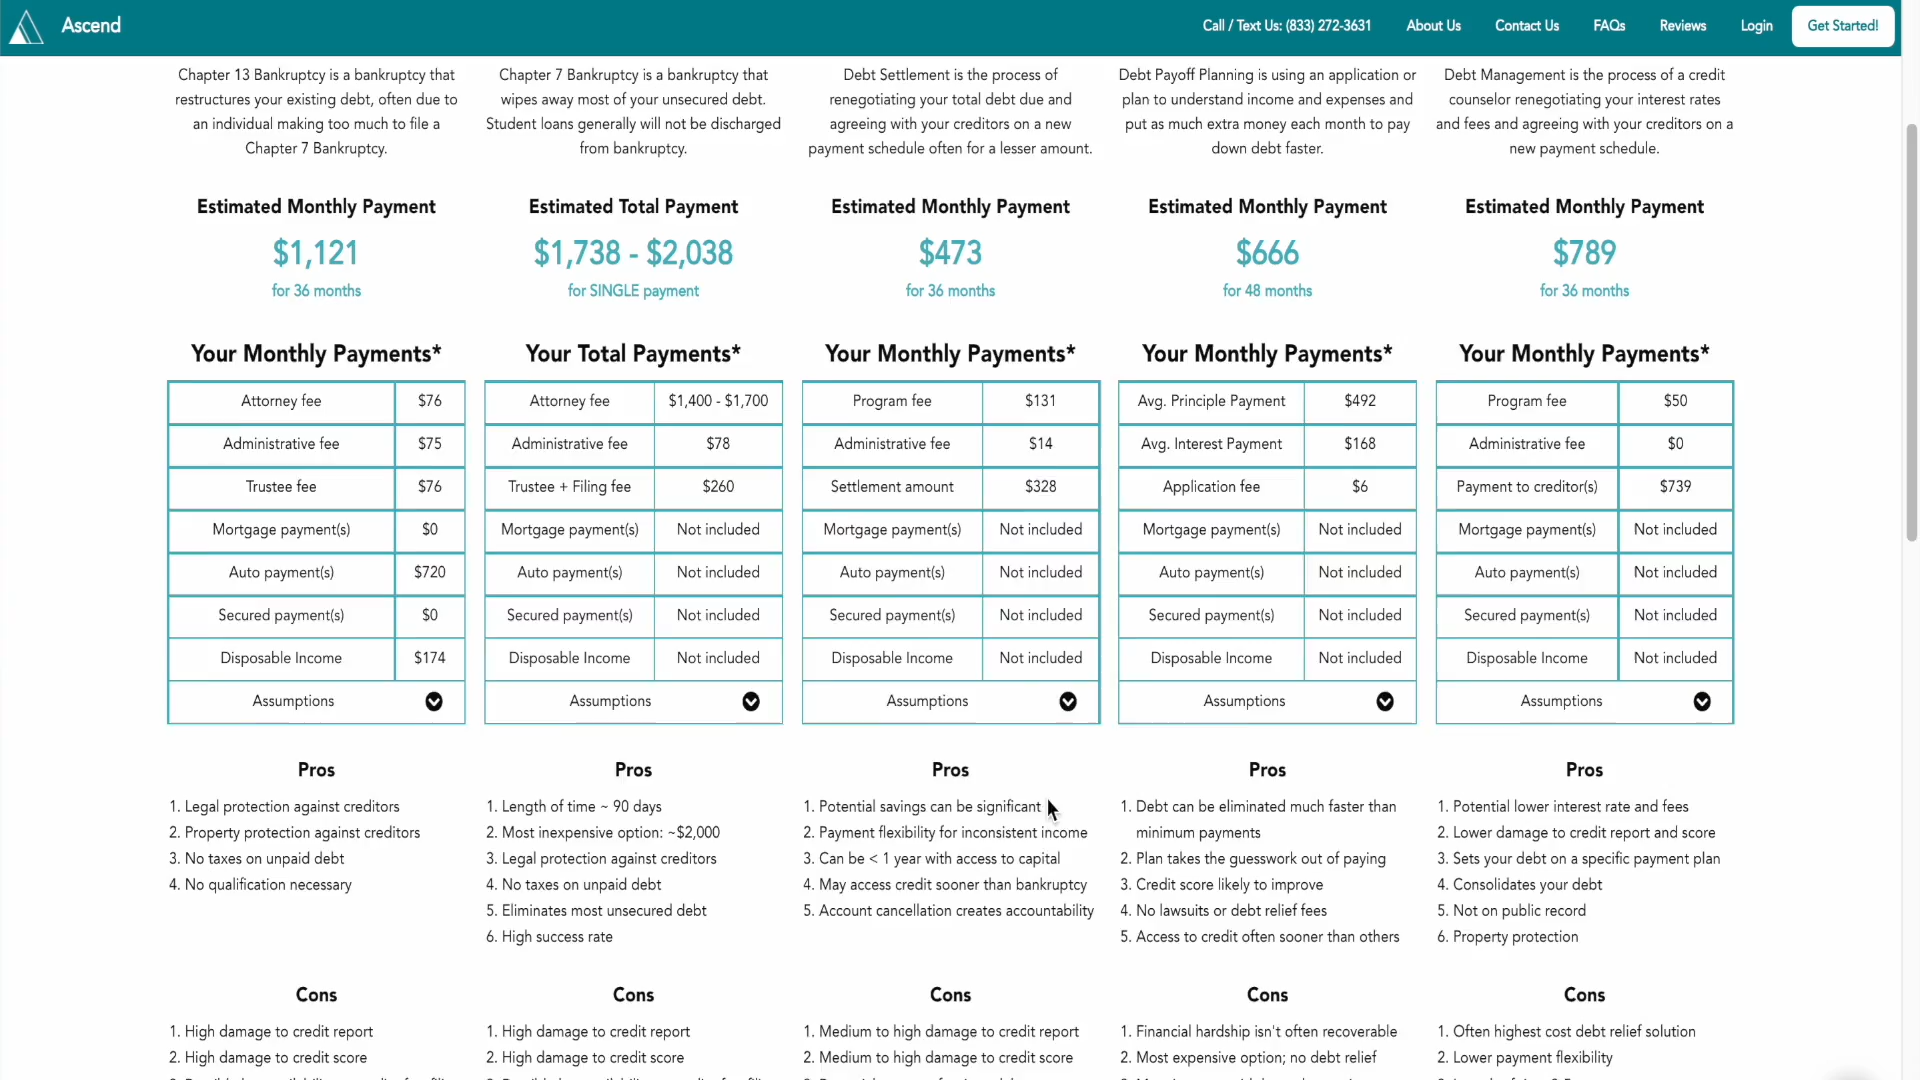 Ascend
Call / Text Us: (833) 272-3631
About Us
Contact Us
FAQs
Reviews
Login
Get Started!
Chapter 13 Bankruptcy is a bankruptcy that
restructures your existing debt, often due to
an individual making too much to file a
Chapter 7 Bankruptcy.
Estimated Monthly Payment
$1,121
for 36 months
Your Monthly Payments*
Attorney fee $76
Administrative fee $75
Trustee fee $76
Mortgage payment(s) $0
Auto payment(s) $720
Secured payment(s) $0
Disposable Income $174
Assumptions
Pros
1. Legal protection against creditors
2. Property protection against creditors
3. No taxes on unpaid debt
4. No qualification necessary
Cons
1. High damage to credit report
2. High damage to credit score
Chapter 7 Bankruptcy is a bankruptcy that
wipes away most of your unsecured debt.
Student loans generally will not be discharged
from bankruptcy.
Estimated Total Payment
$1,738 - $2,038
for SINGLE payment
Your Total Payments*
Attorney fee $1,400 - $1,700
Administrative fee $78
Trustee + Filing fee $260
Mortgage payment(s) Not included
Auto payment(s) Not included
Secured payment(s) Not included
Disposable Income Not included
Assumptions
Pros
1. Length of time ~ 90 days
2. Most inexpensive option: ~$2,000
3. Legal protection against creditors
4. No taxes on unpaid debt
5. Eliminates most unsecured debt
6. High success rate
Cons
1. High damage to credit report
2. High damage to credit score
Debt Settlement is the process of
renegotiating your total debt due and
agreeing with your creditors on a new
payment schedule often for a lesser amount.
Estimated Monthly Payment
$473
for 36 months
Your Monthly Payments*
Program fee $131
Administrative fee $14
Settlement amount $328
Mortgage payment(s) Not included
Auto payment(s) Not included
Secured payment(s) Not included
Disposable Income Not included
Assumptions
Pros
1. Potential savings can be significant
2. Payment flexibility for inconsistent income
3. Can be < 1 year with access to capital
4. May access credit sooner than bankruptcy
5. Account cancellation creates accountability
Cons
1. Medium to high damage to credit report
2. Medium to high damage to credit score
Debt Payoff Planning is using an application or
plan to understand income and expenses and
put as much extra money each month to pay
down debt faster.
Estimated Monthly Payment
$666
for 48 months
Your Monthly Payments*
Avg. Principle Payment $492
Avg. Interest Payment $168
Application fee $6
Mortgage payment(s) Not included
Auto payment(s) Not included
Secured payment(s) Not included
Disposable Income Not included
Assumptions
Pros
1. Debt can be eliminated much faster than
minimum payments
2. Plan takes the guesswork out of paying
3. Credit score likely to improve
4. No lawsuits or debt relief fees
5. Access to credit often sooner than others
Cons
1. Financial hardship isn't often recoverable
2. Most expensive option; no debt relief
Debt Management is the process of a credit
counselor renegotiating your interest rates
and fees and agreeing with your creditors on a
new payment schedule.
Estimated Monthly Payment
$789
for 36 months
Your Monthly Payments*
Program fee $50
Administrative fee $0
Payment to creditor(s) $739
Mortgage payment(s) Not included
Auto payment(s) Not included
Secured payment(s) Not included
Disposable Income Not included
Assumptions
Pros
1. Potential lower interest rate and fees
2. Lower damage to credit report and score
3. Sets your debt on a specific payment plan
4. Consolidates your debt
5. Not on public record
6. Property protection
Cons
1. Often highest cost debt relief solution
2. Lower payment flexibility